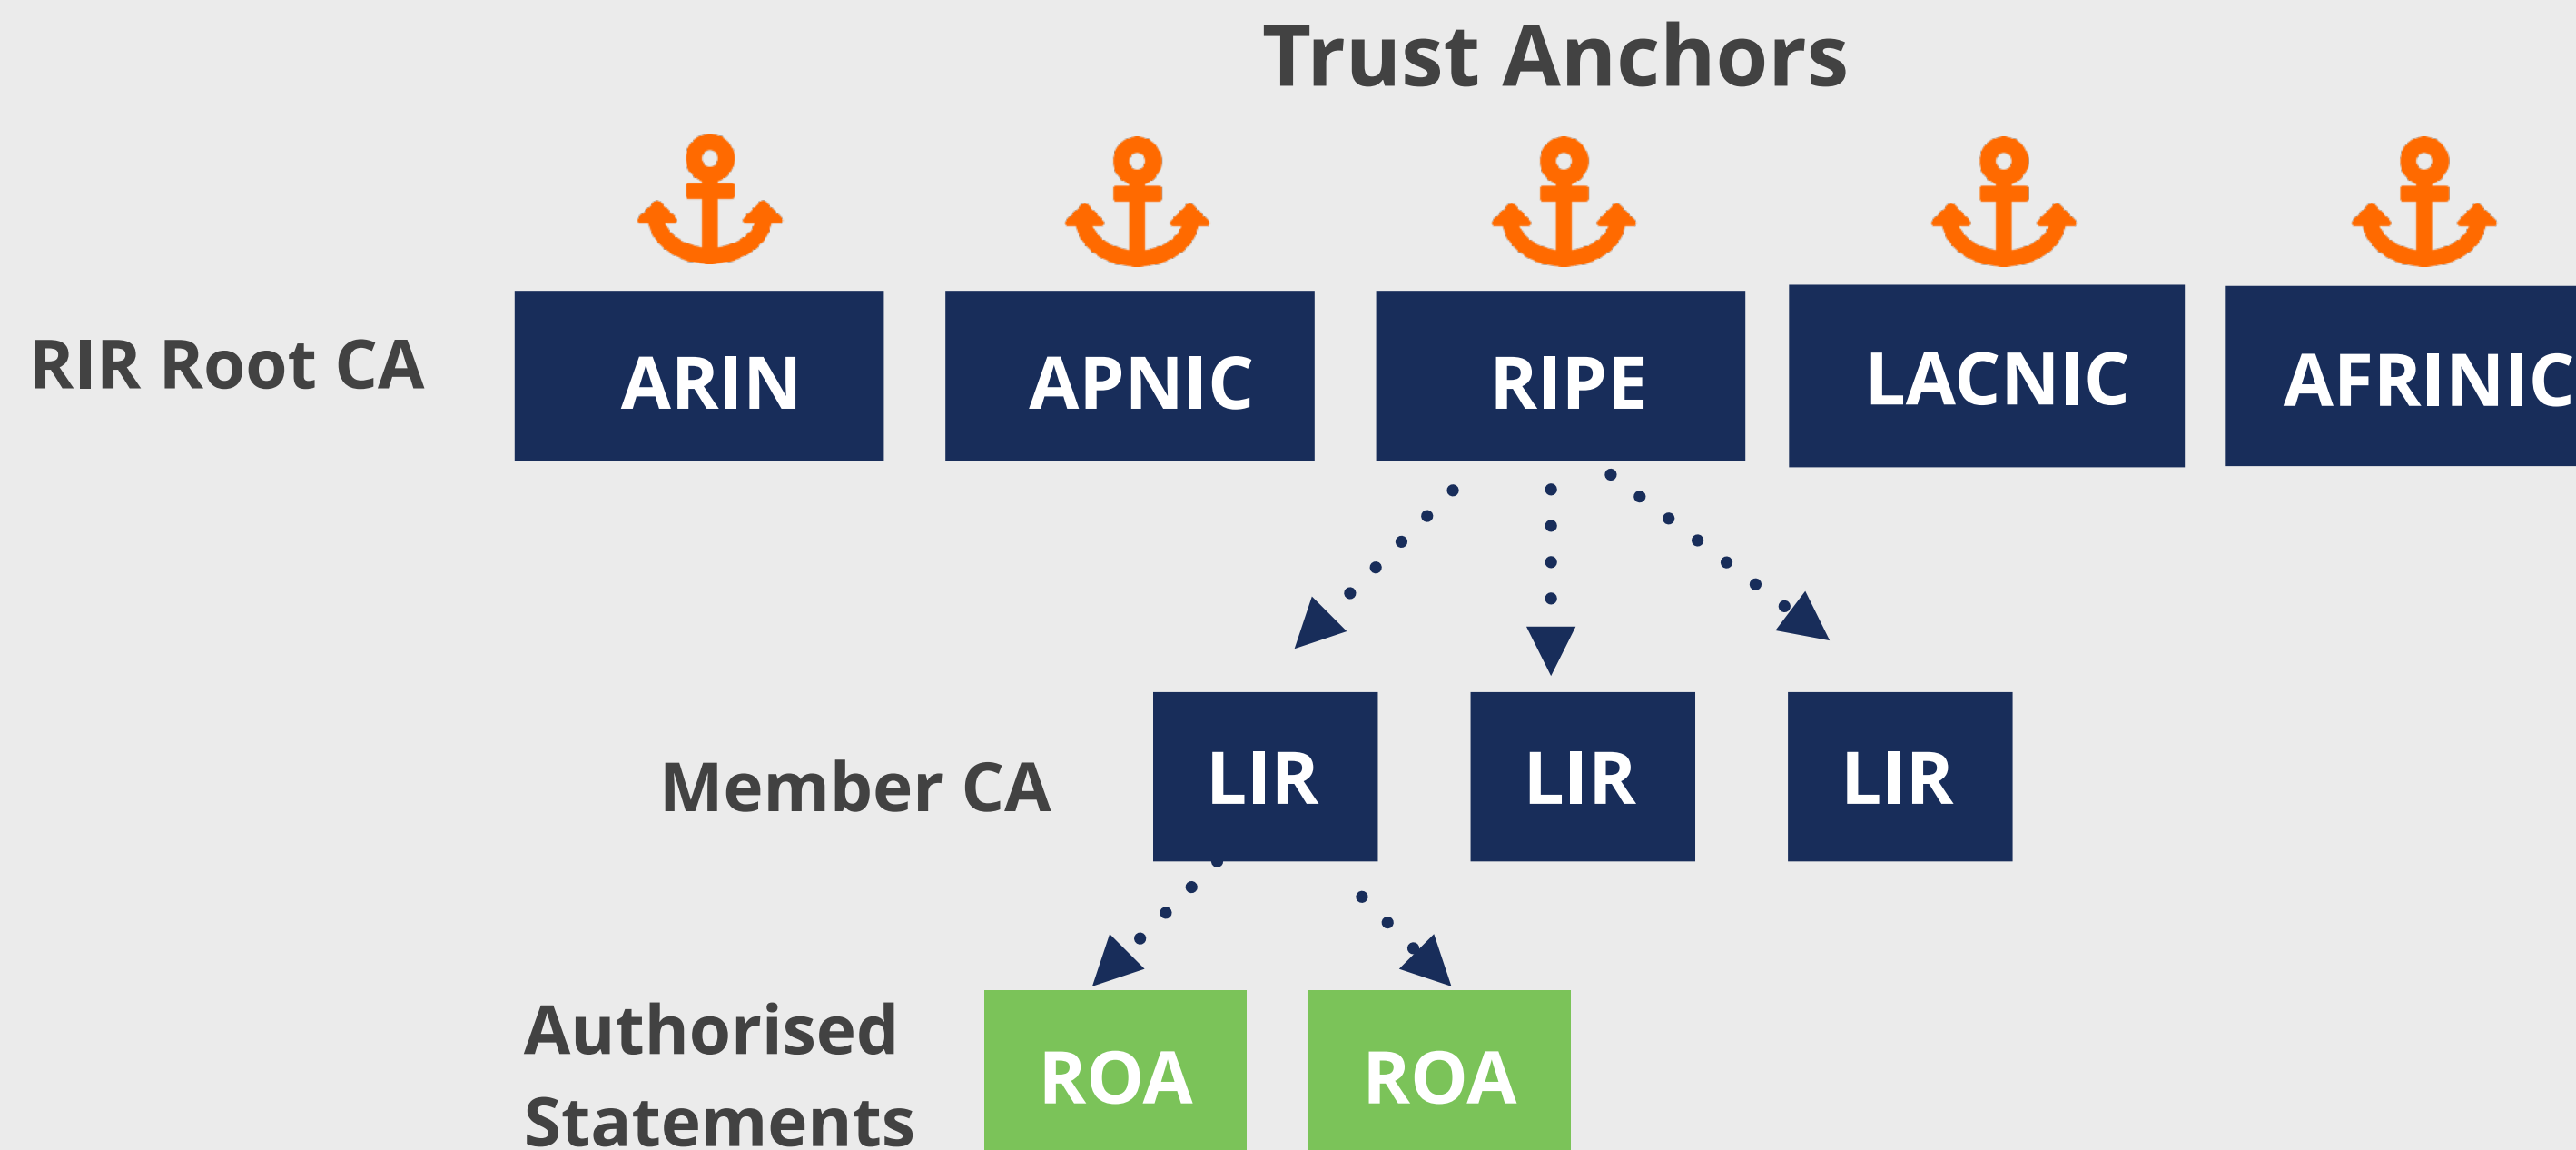 Trust Anchors
RIR Root CA
ARIN
APNIC
RIPE
LACNIC
AFRINIC
Member CA
LIR
LIR
LIR
Authorised
Statements
ROA
ROA